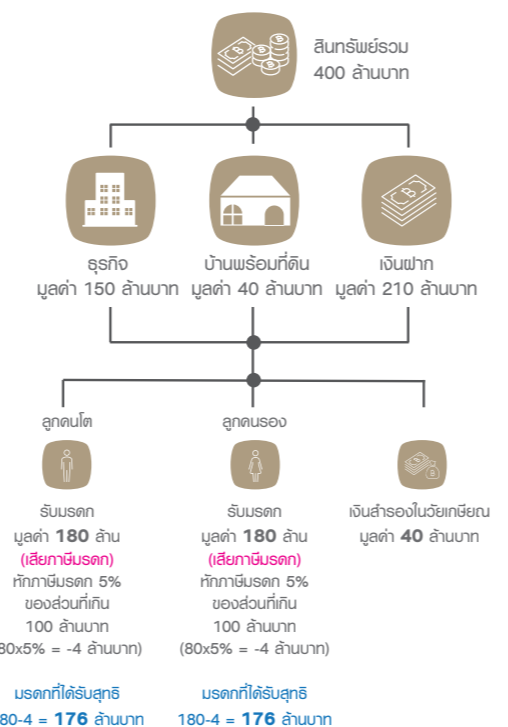 สินทรัพย์รวม
400 ล้านบาท
ธุรกิจ
มูลค่า 150 ล้านบาท
บ้านพร้อมที่ดิน
มูลค่า 40 ล้านบาท
เงินฝาก
มูลค่า 210 ล้านบาท
ลูกคนโต
รับมรดก
มูลค่า 180 ล้าน
(เสียภาษีมรดก)
หักภาษีมรดก 5%
ของส่วนที่เกิน
100 ล้านบาท
80x5% = -4 ล้านบาท)
มรดกที่ได้รับสุทธิ
180-4 = 176 ล้านบาท
ลูกคนรอง
รับมรดก
มูลค่า 180 ล้าน
(เสียภาษีมรดก)
หักภาษีมรดก 5%
ของส่วนที่เกิน
100 ล้านบาท
(80x5% = -4 ล้านบาท)
มรดกที่ได้รับสุทธิ
180-4 = 176 ล้านบาท
เงินสำรองในวัยเกษียณ
มูลค่า 40 ล้านบาท